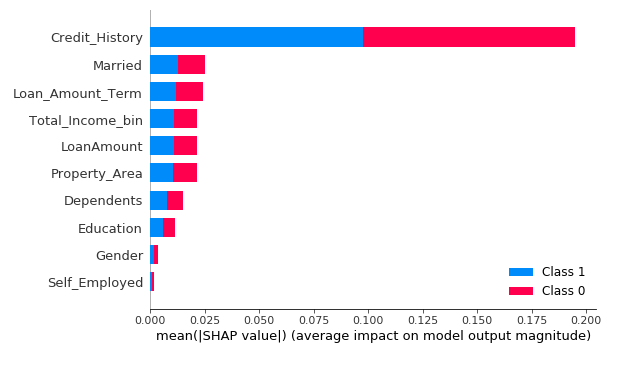 Credit_History
Married
Loan_Amount_Term
Total_Income_bin
LoanAmount
Property_Area
Dependents
Education
Gender
Self_Employed
Class 1
Class 0
0.000 0.025 0.050 0.075 0.100 0.125 0.150 0.175 0.200
mean(|SHAP value|) (average impact on model output magnitude)